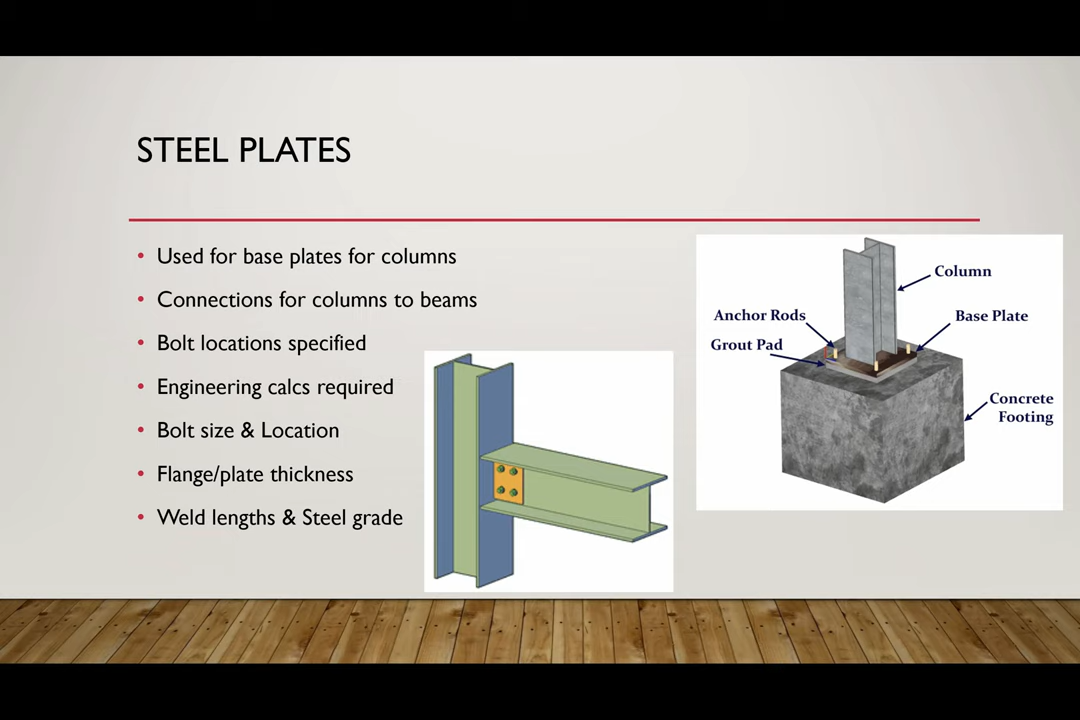 STEEL PLATES
• Used for base plates for columns
• Connections for columns to beams
• Bolt locations specified
• Engineering calcs required
• Bolt size & Location
• Flange/plate thickness
• Weld lengths & Steel grade
Column
Anchor Rods
Base Plate
Grout Pad
Concrete
Footing